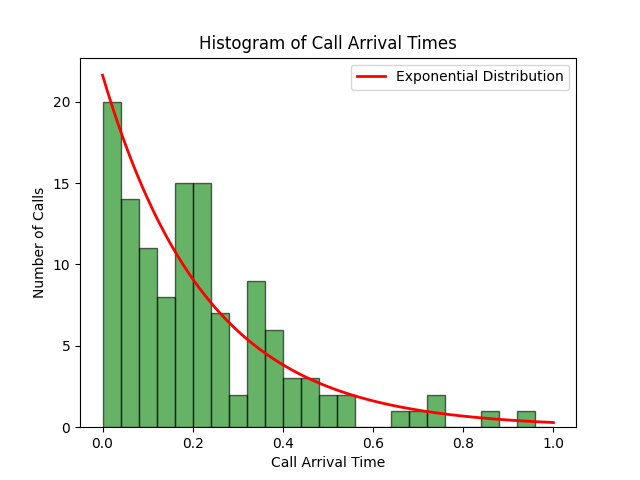 Histogram of Call Arrival Times
Exponential Distribution
Number of Calls
20
15
10
5
0
0.0 0.2 0.4 0.6 0.8 1.0
Call Arrival Time